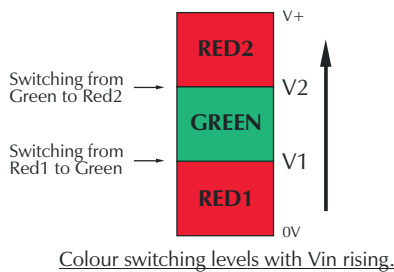 V+
RED2
Switching from
Green to Red2
V2
GREEN
Switching from
Red1 to Green
V1
RED1
0V
Colour switching levels with Vin rising.